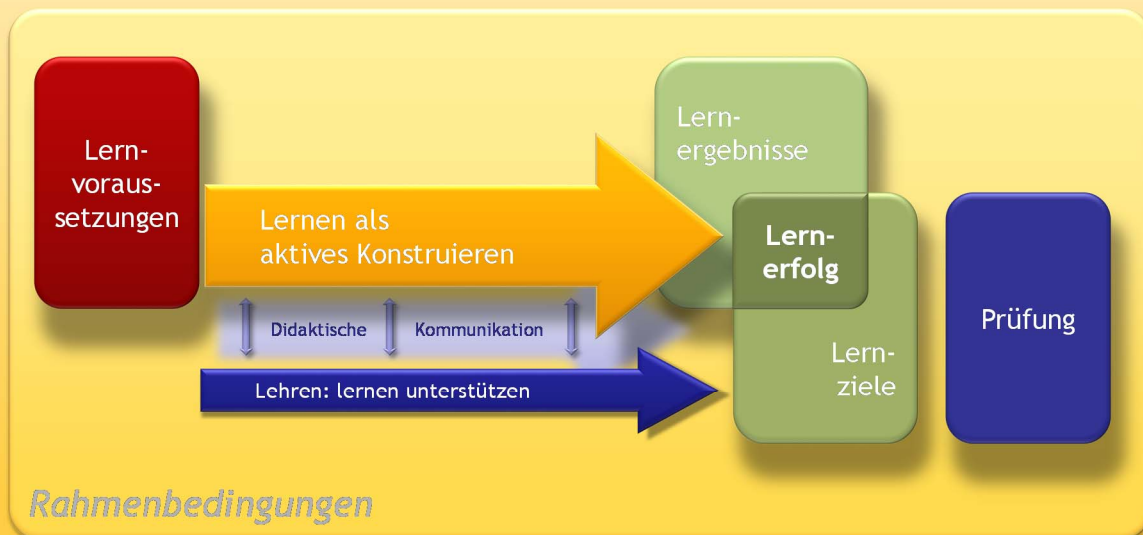 Lern-
voraus-
setzungen
Lernen als
aktives Konstruieren
Didaktische Kommunikation
Lehren: lernen unterstützen
Lern-
ergebnisse
Lern-
erfolg
Lern-
ziele
Prüfung
Rahmenbedingungen